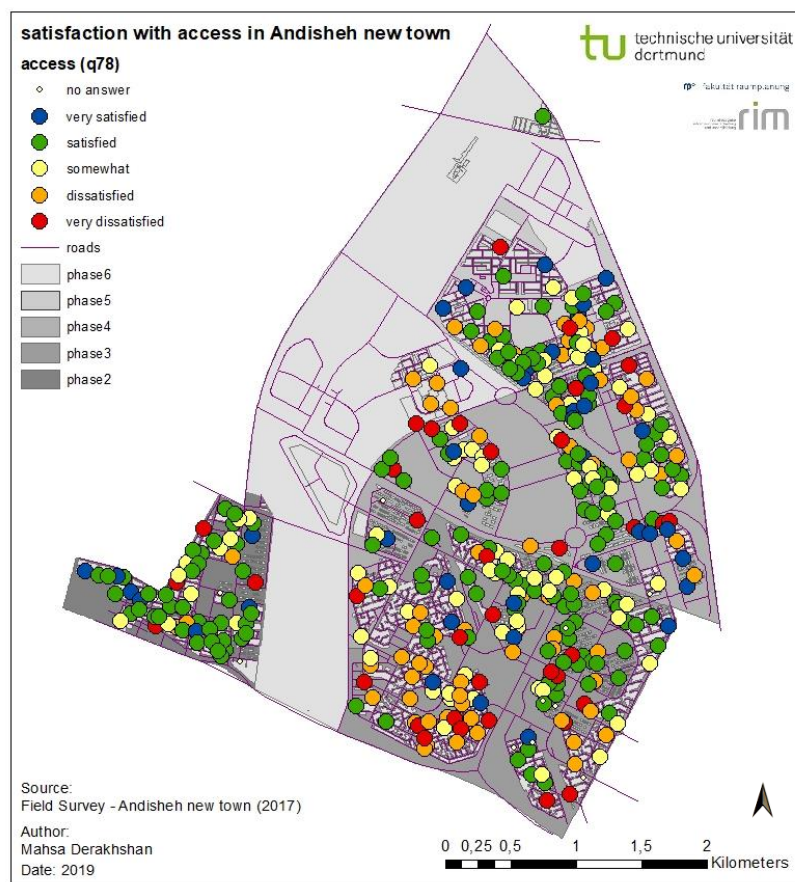 satisfaction with access in Andisheh new town
access (q78)
no answer
very satisfied
satisfied
somewhat
dissatisfied
very dissatisfied
roads
phase6
phase5
phase4
phase3
phase2
tu technische universität
dortmund
fakultät raumplanung
rim
Source:
Field Survey - Andisheh new town (2017)
Author:
Mahsa Derakhshan
Date: 2019
0 0,25 0,5 1 1,5 2
Kilometers